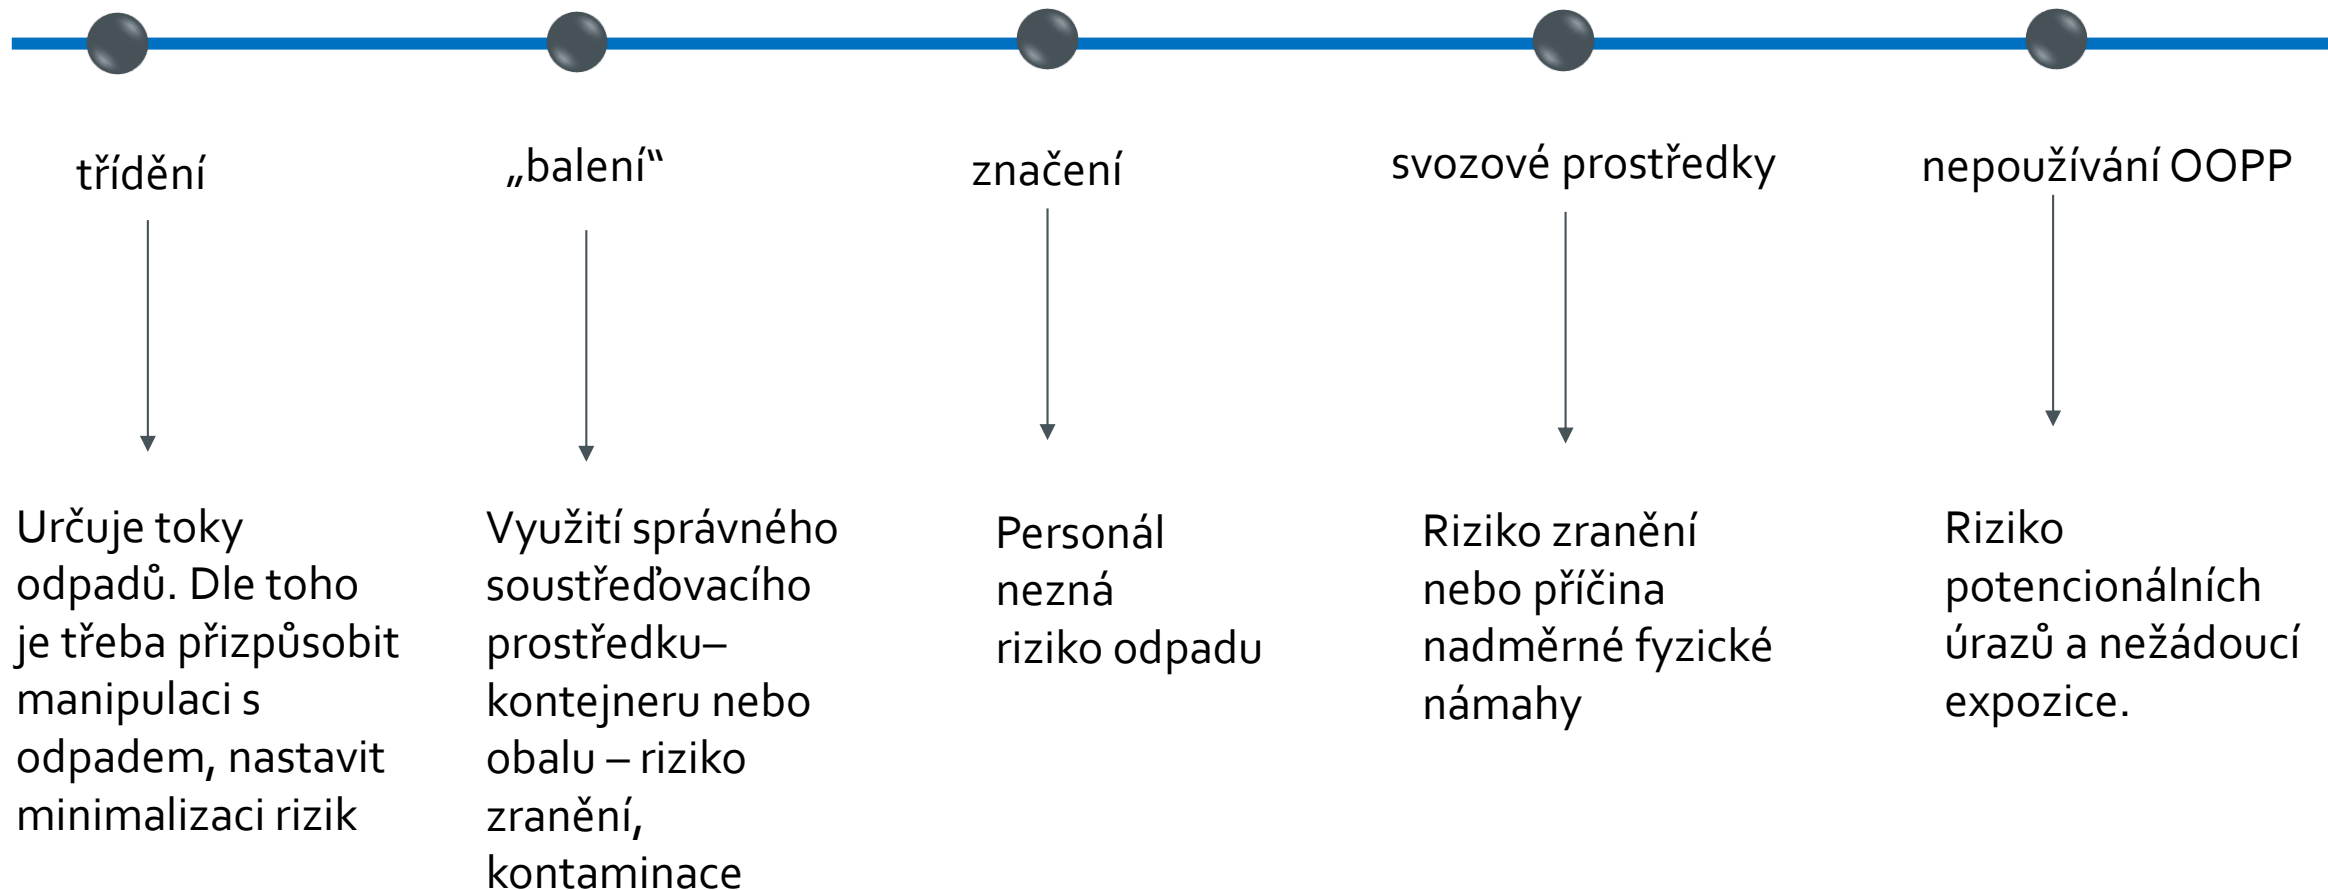 třídění
„balení“
značení
svozové prostředky
nepoužívání OOPP
Určuje toky
odpadů. Dle toho
je třeba přizpůsobit
manipulaci s
odpadem, nastavit
minimalizaci rizik
Využití správného
soustřeďovacího
prostředku–
kontejneru nebo
obalu – riziko
zranění,
kontaminace
Personál
nezná
riziko odpadu
Riziko zranění
nebo příčina
nadměrné fyzické
námahy
Riziko
potencionálních
úrazů a nežádoucí
expozice.